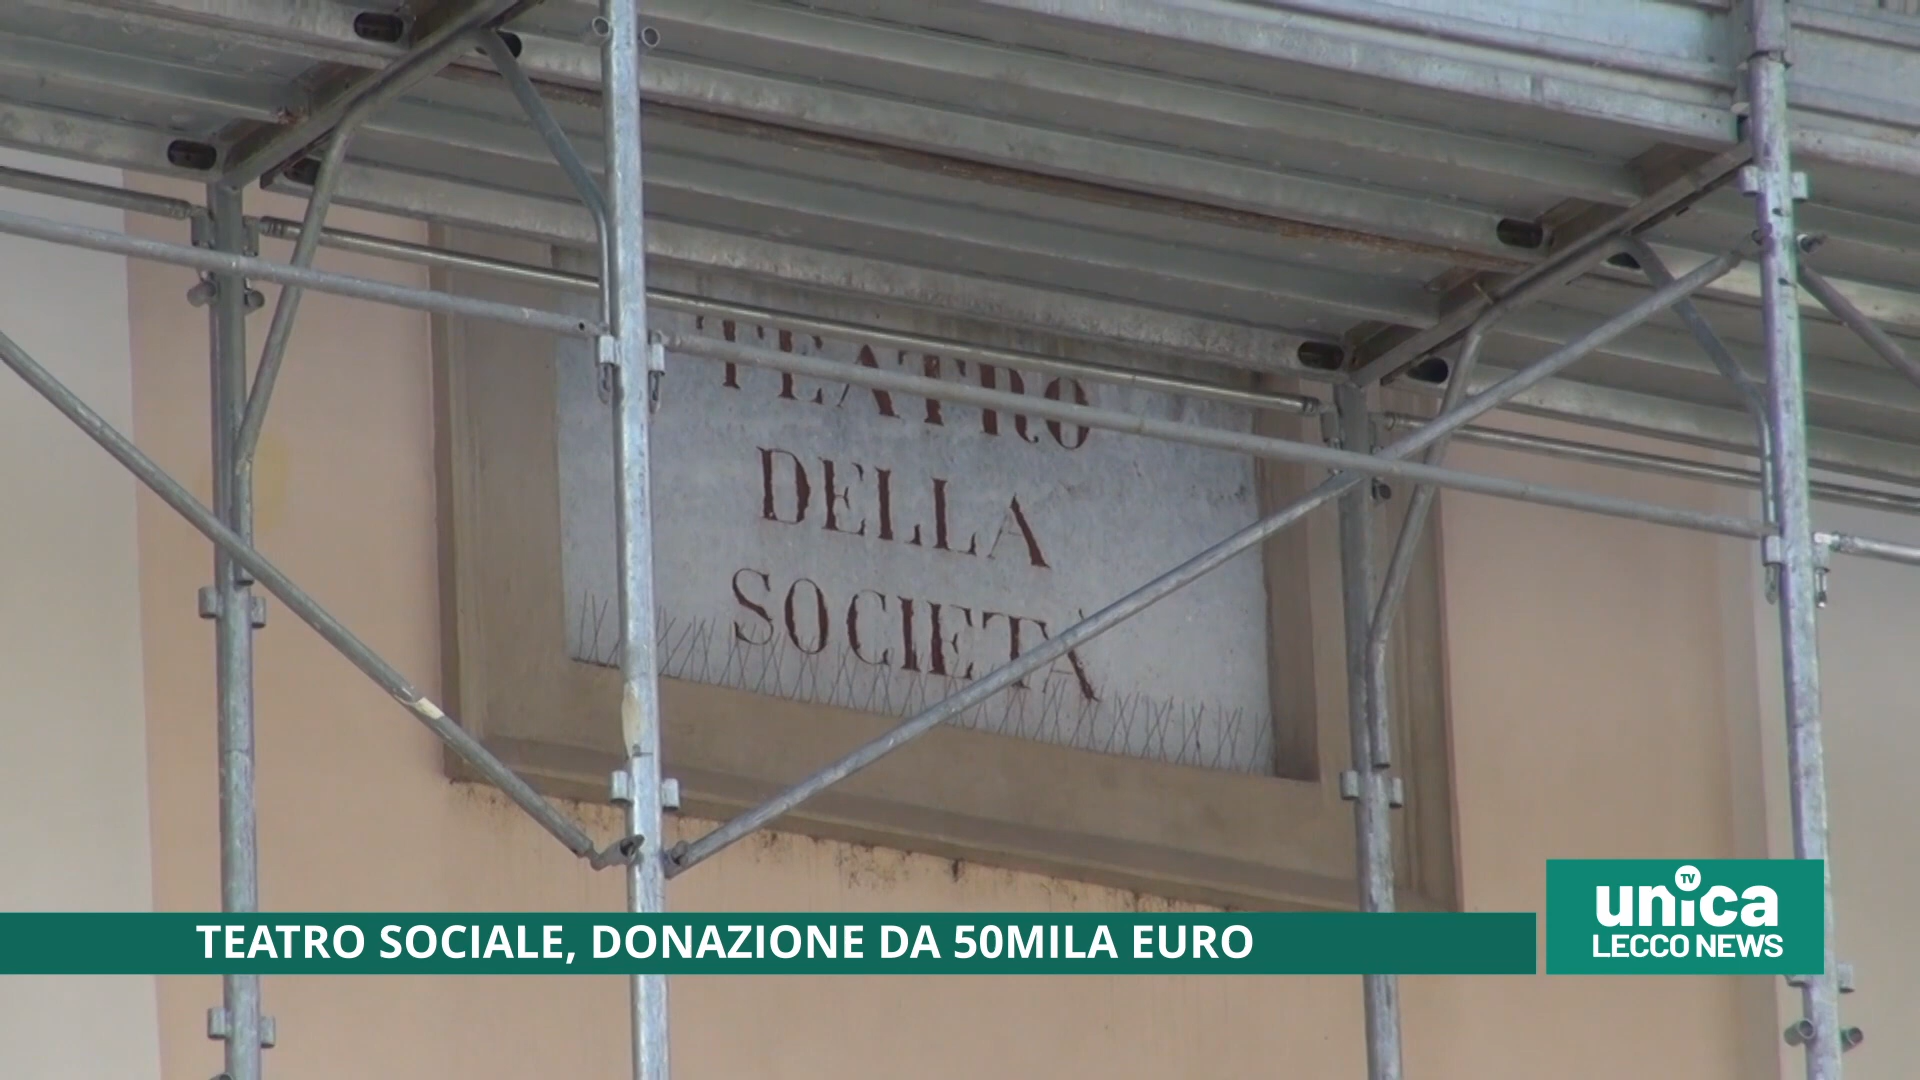 TEATRO
DELLA
SOCIETA
TEATRO SOCIALE, DONAZIONE DA 50MILA EURO
TV
unica
LECCO NEWS